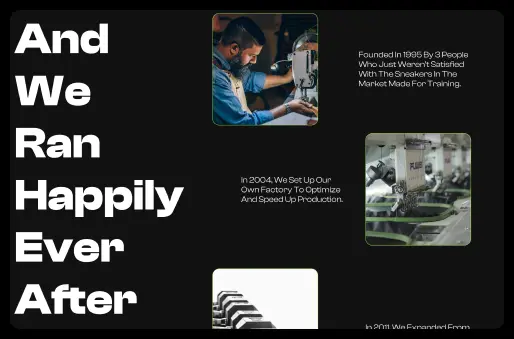 And
We
Ran
Happily
Ever
After
Founded In 1995 By 3 People
Who Just Weren't Satisfied
With The Sneakers In The
Market Made For Training.
In 2004, We Set Up Our
Own Factory To Optimize
And Speed Up Production.
In 2011, We Expanded From